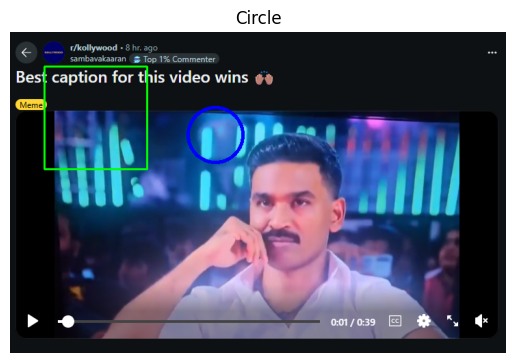 Circle
r/kollywood • 8 hr. ago
sambavakaaran Top 1% Commenter
Best caption for this video wins 🙌🏽
Meme
0:01 / 0:39
CC